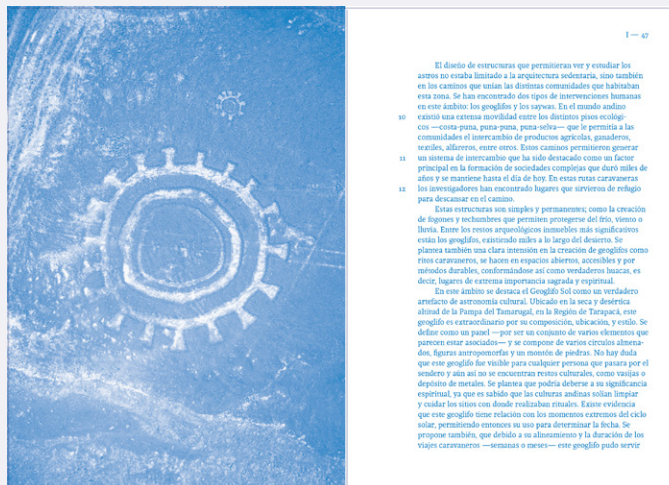 I — 47
El diseño de estructuras que permitieran ver y estudiar los
astros no estaba limitado a la arquitectura sedentaria, sino también
en los caminos que unían las distintas comunidades que habitaban
esta zona. Se han encontrado dos tipos de intervenciones humanas
en este ámbito: los geoglifos y los saywas. En el mundo andino
10 existió una extensa movilidad entre los distintos pisos ecológi-
cos —costa-puna, puna-puna, puna-selva— que le permitía a las
comunidades el intercambio de productos agrícolas, ganaderos,
textiles, alfareros, entre otros. Estos caminos permitieron generar
11 un sistema de intercambio que ha sido destacado como un factor
principal en la formación de sociedades complejas que duró miles de
años y se mantiene hasta el día de hoy. En estas rutas caravaneras
12 los investigadores han encontrado lugares que sirvieron de refugio
para descansar en el camino.
Estas estructuras son simples y permanentes; como la creación
de fogones y techumbres que permiten protegerse del frío, viento o
lluvia. Entre los restos arqueológicos inmuebles más significativos
están los geoglifos, existiendo miles a lo largo del desierto. Se
plantea también una clara intensión en la creación de geoglifos como
ritos caravaneros, se hacen en espacios abiertos, accesibles y por
métodos durables, conformándose así como verdaderos huacas, es
decir, lugares de extrema importancia sagrada y espiritual.
En este ámbito se destaca el Geoglifo Sol como un verdadero
artefacto de astronomía cultural. Ubicado en la seca y desértica
altitud de la Pampa del Tamarugal, en la Región de Tarapacá, este
geoglifo es extraordinario por su composición, ubicación, y estilo. Se
define como un panel —por ser un conjunto de varios elementos que
parecen estar asociados— y se compone de varios círculos almena-
dos, figuras antropomorfas y un montón de piedras. No hay duda
que este geoglifo fue visible para cualquier persona que pasara por el
sendero y aún así no se encuentran restos culturales, como vasijas o
depósito de metales. Se plantea que podría deberse a su significancia
espiritual, ya que es sabido que las culturas andinas solían limpiar
y cuidar los sitios con donde realizaban rituales. Existe evidencia
que este geoglifo tiene relación con los momentos extremos del ciclo
solar, permitiendo entonces su uso para determinar la fecha. Se
propone también, que debido a su alineamiento y la duración de los
viajes caravaneros —semanas o meses— este geoglifo pudo servir